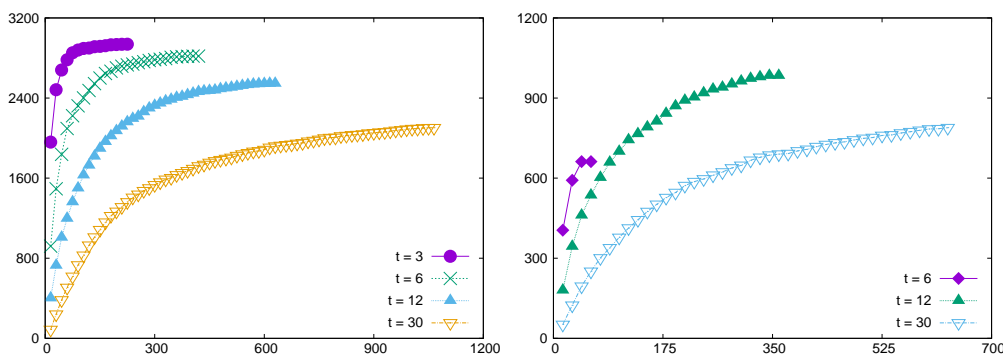 3200
2400
1600
800
0
0 300 600 900 1200
t = 3
t = 6
t = 12
t = 30
1200
900
600
300
0
0 175 350 525 700
t = 6
t = 12
t = 30